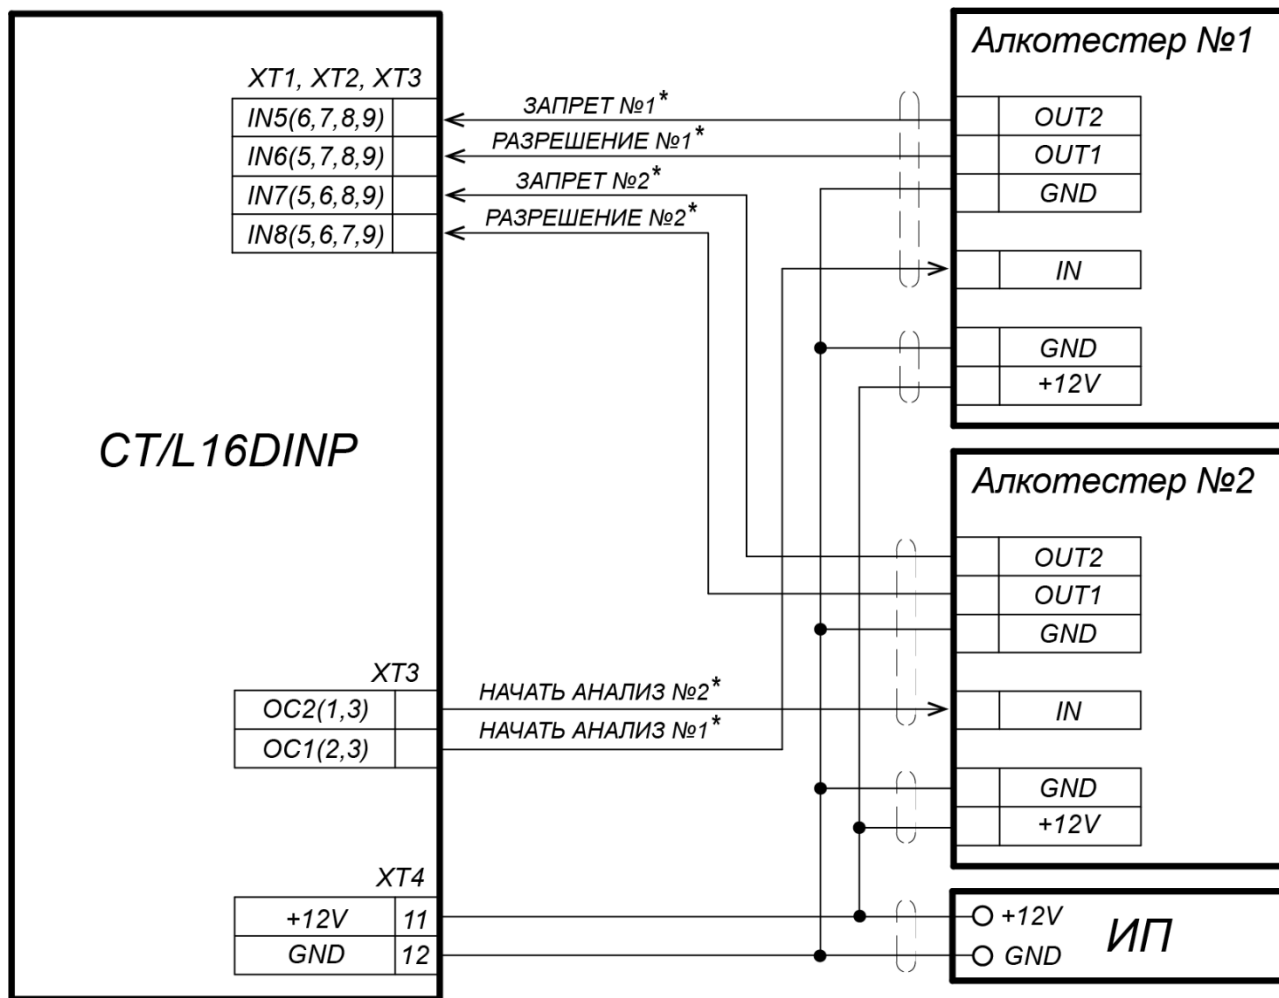 XT1, XT2, XT3
IN5(6,7,8,9)
IN6(5,7,8,9)
IN7(5,6,8,9)
IN8(5,6,7,9)
CT/L16DINP
XT3
OC2(1,3)
OC1(2,3)
XT4
+12V 11
GND 12
ЗАПРЕТ №1*
РАЗРЕШЕНИЕ №1*
ЗАПРЕТ №2*
РАЗРЕШЕНИЕ №2*
НАЧАТЬ АНАЛИЗ №2*
НАЧАТЬ АНАЛИЗ №1*
Алкотестер №1
OUT2
OUT1
GND
IN
GND
+12V
Алкотестер №2
OUT2
OUT1
GND
IN
GND
+12V
+12V
GND
ИП